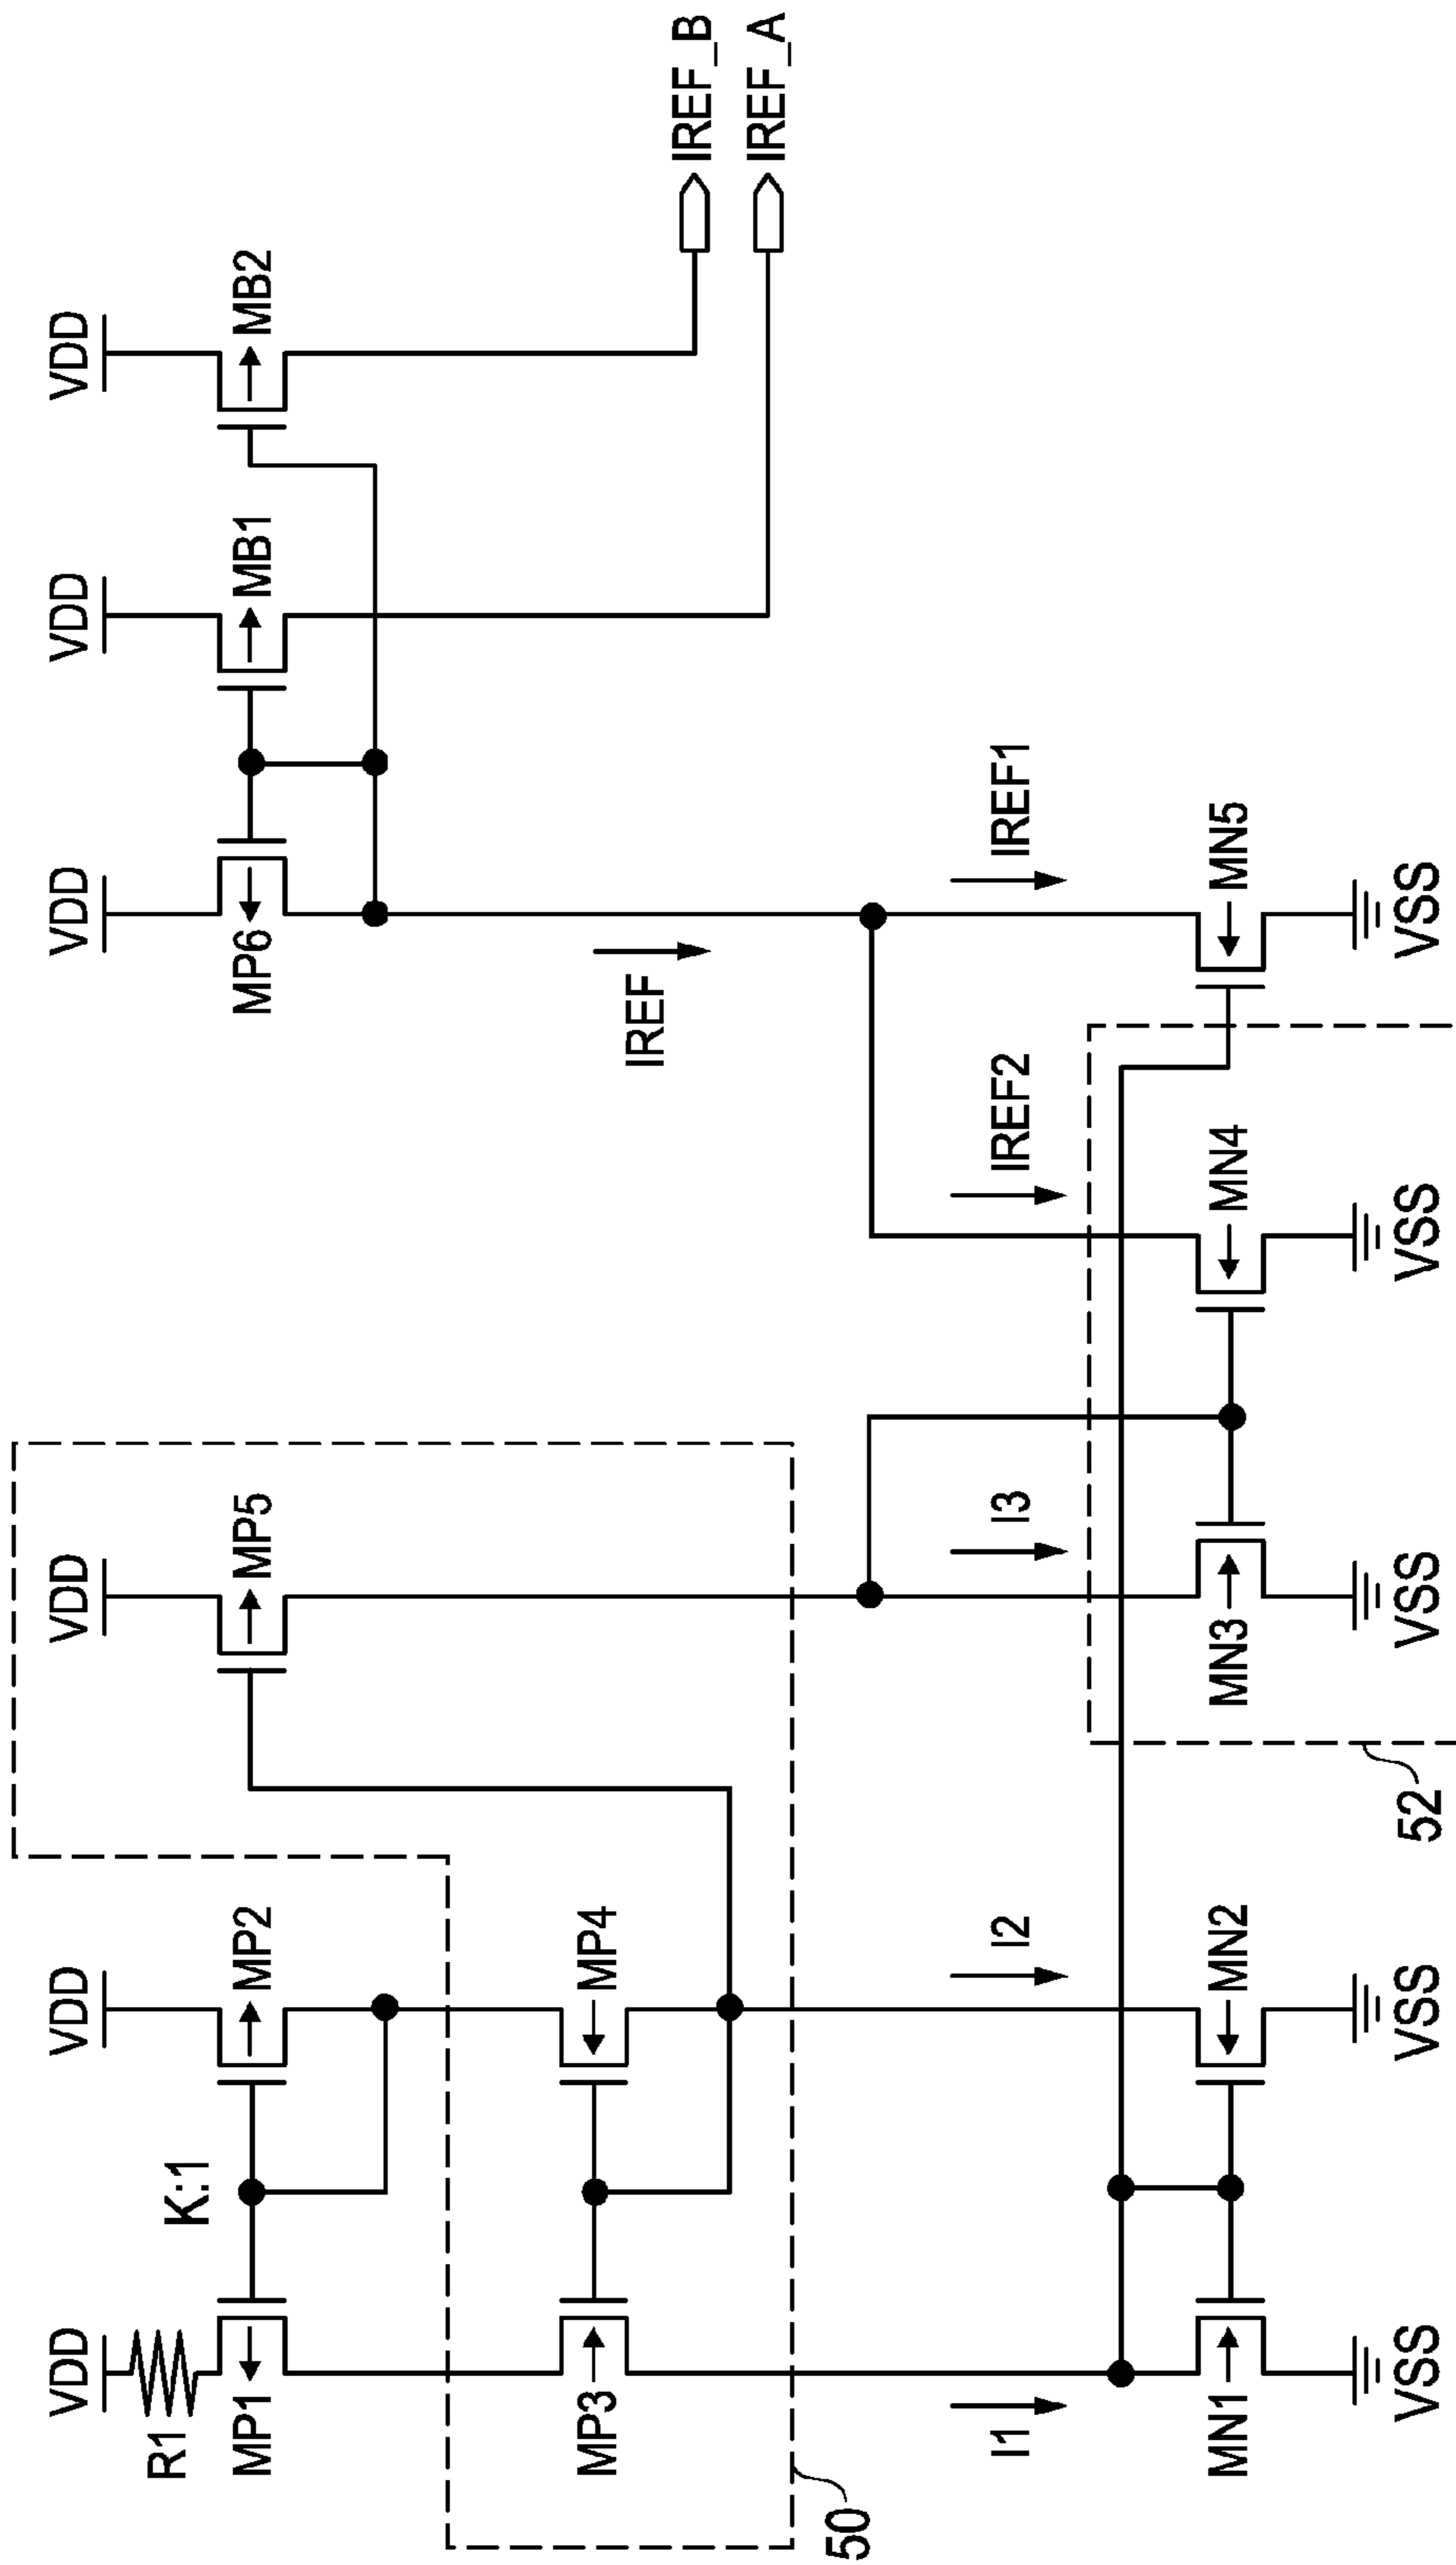 VDD
VDD
VDD
VDD
VDD
VDD
R1
K:1
MP1
MP2
MP5
MP6
MB1
MB2
MP3
MP4
50
IREF
IREF_B
IREF_A
I1
I2
I3
IREF2
IREF1
MN1
MN2
MN3
MN4
MN5
52
VSS
VSS
VSS
VSS
VSS